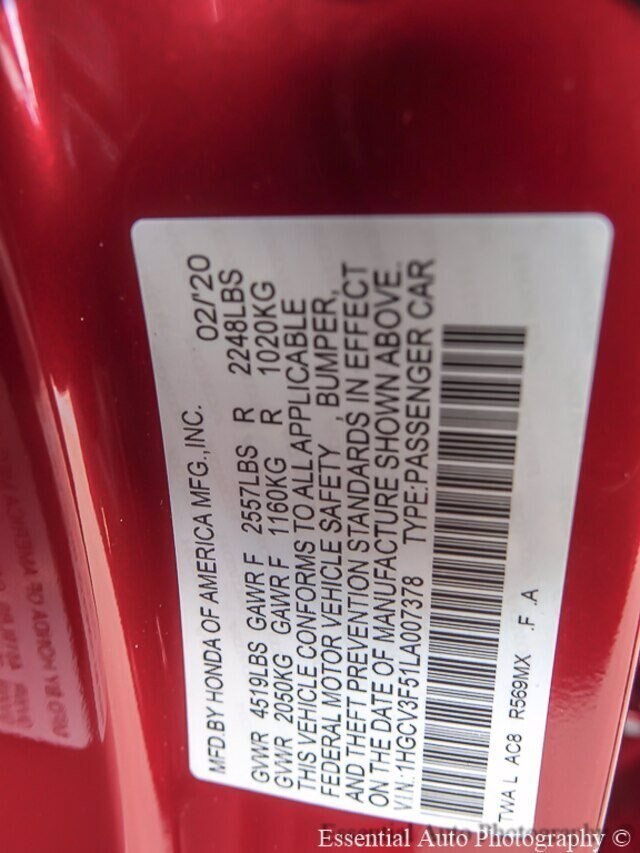 MFD.BY HONDA OF AMERICA MFG.,INC. 02/'20
GVWR 4519LBS GAWR F 2557LBS R 2248LBS
GVWR 2050KG GAWR F 1160KG R 1020KG
THIS VEHICLE CONFORMS TO ALL APPLICABLE
FEDERAL MOTOR VEHICLE SAFETY ,BUMPER,
AND THEFT PREVENTION STANDARDS IN EFFECT
ON THE DATE OF MANUFACTURE SHOWN ABOVE.
VIN:1HGCV3F51LA007378 TYPE:PASSENGER CAR
TWA L AC8 R569MX .F .A
Essential Auto Photography ©